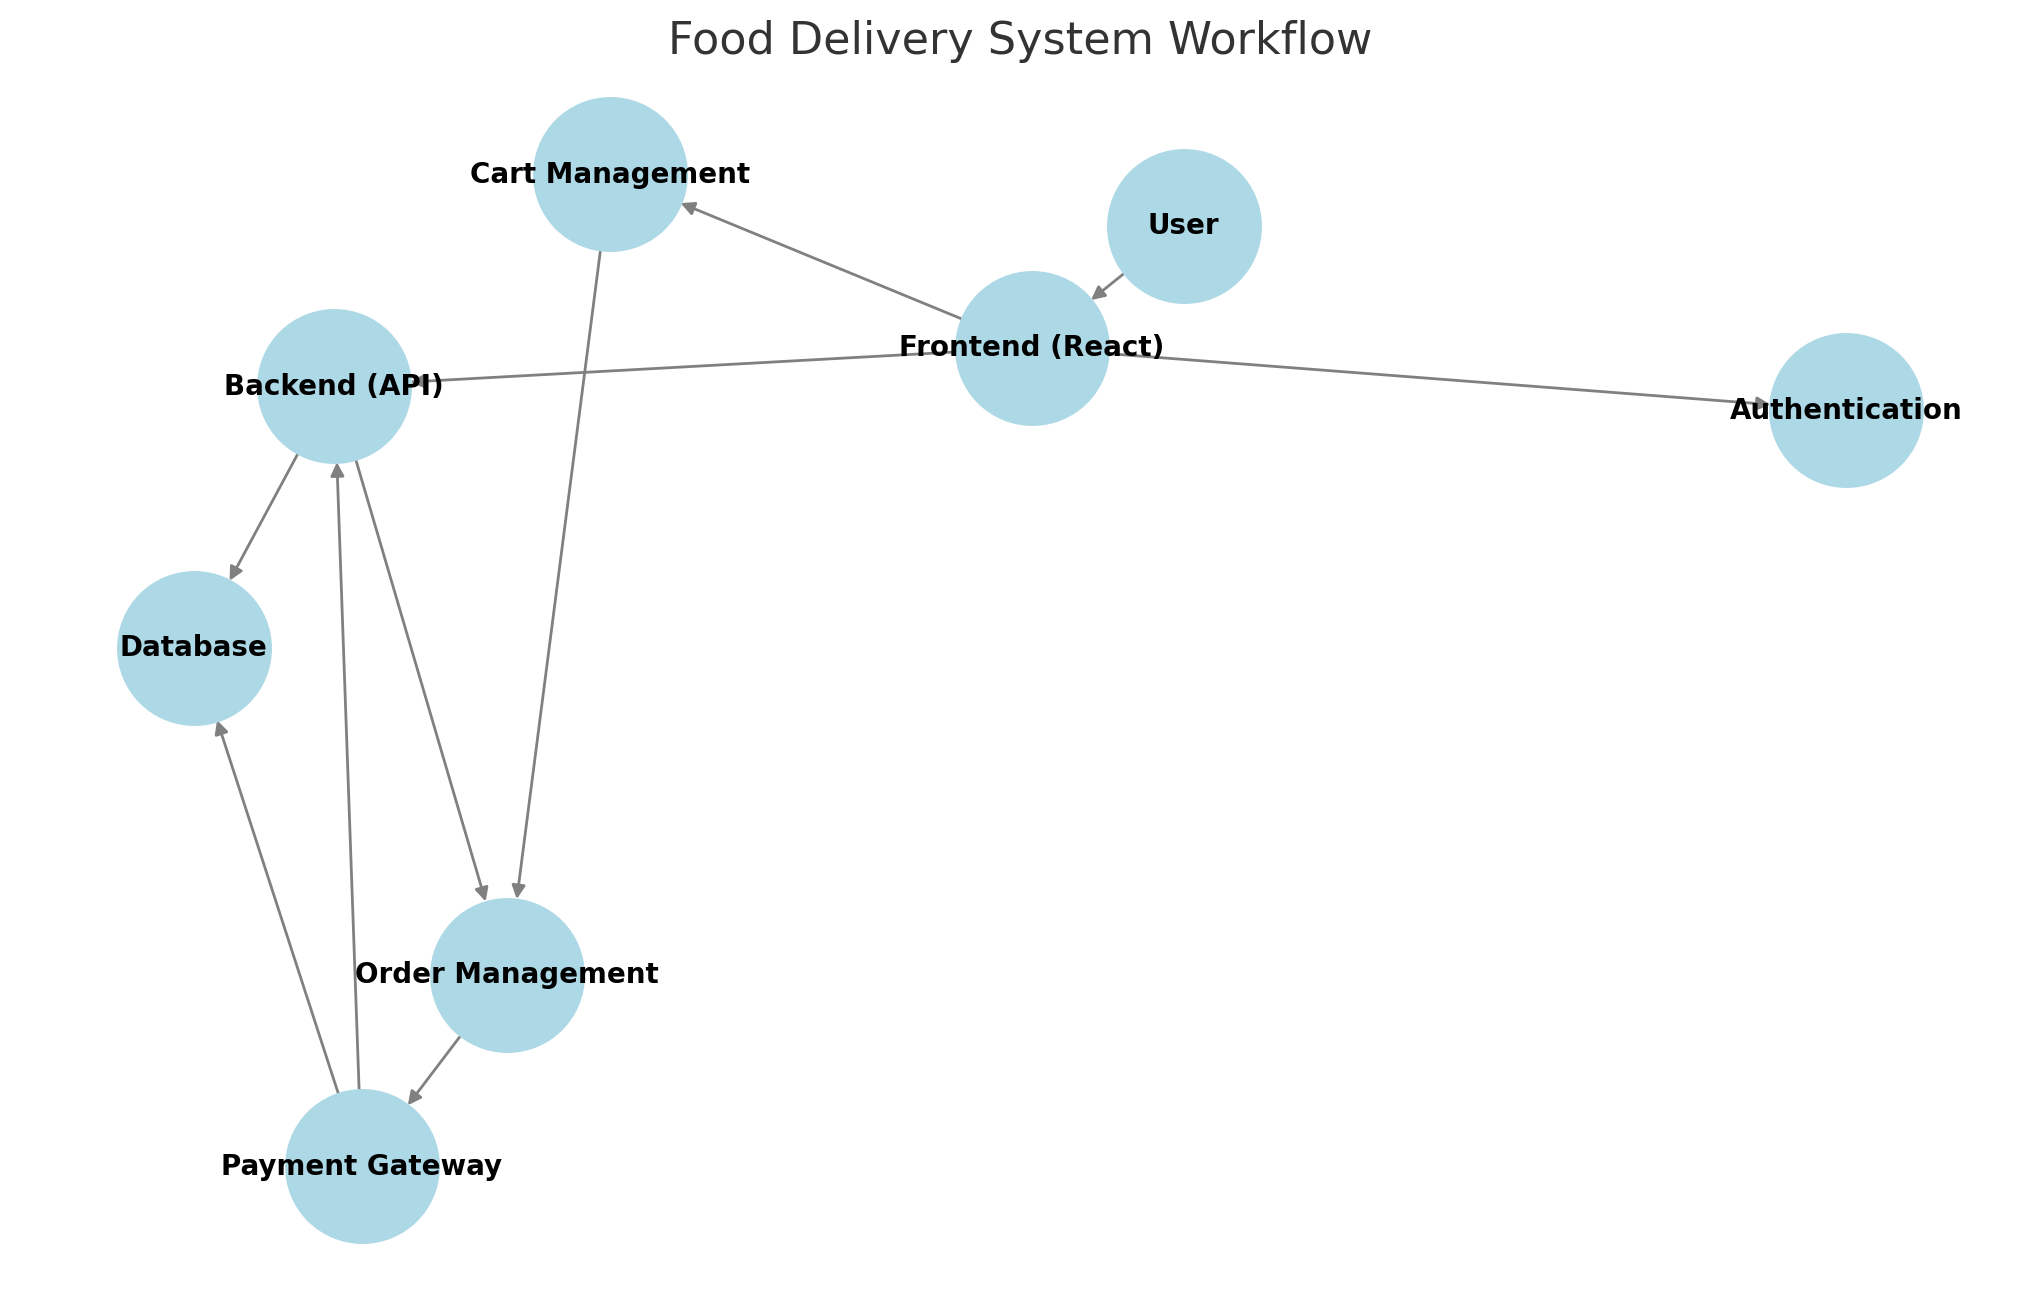 Food Delivery System Workflow
Cart Management
User
Frontend (React)
Backend (API)
Authentication
Database
Order Management
Payment Gateway